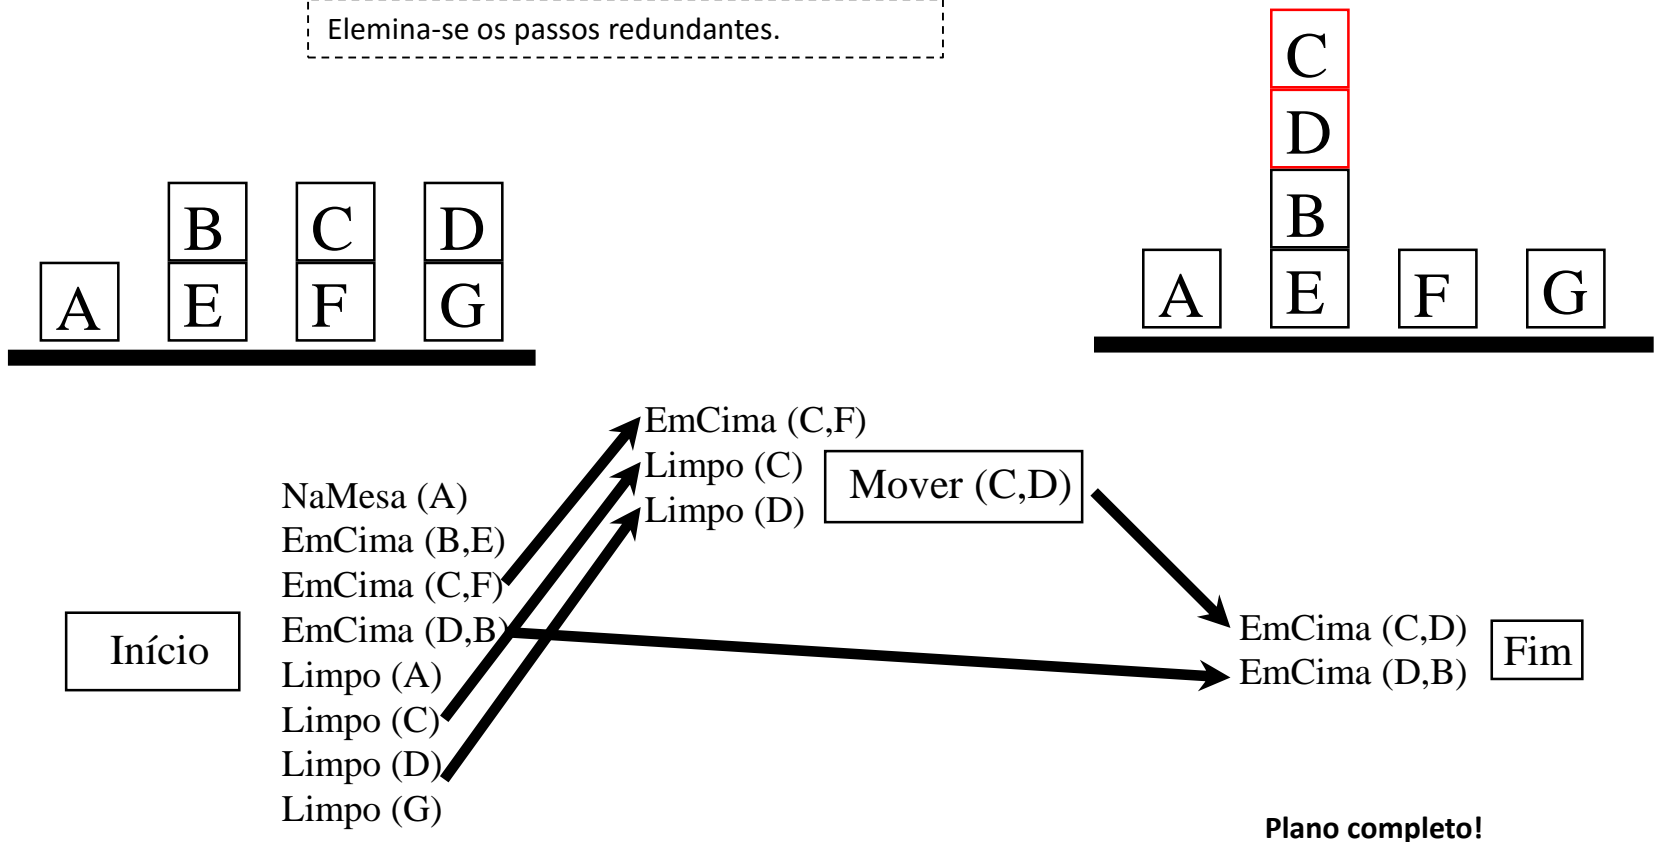 Elemina-se os passos redundantes.
B C D
A E F G
C
D
B
A E F G
Início
NaMesa (A)
EmCima (B,E)
EmCima (C,F)
EmCima (D,B)
Limpo (A)
Limpo (C)
Limpo (D)
Limpo (G)
EmCima (C,F)
Limpo (C)
Limpo (D)
Mover (C,D)
EmCima (C,D)
EmCima (D,B)
Fim
Plano completo!